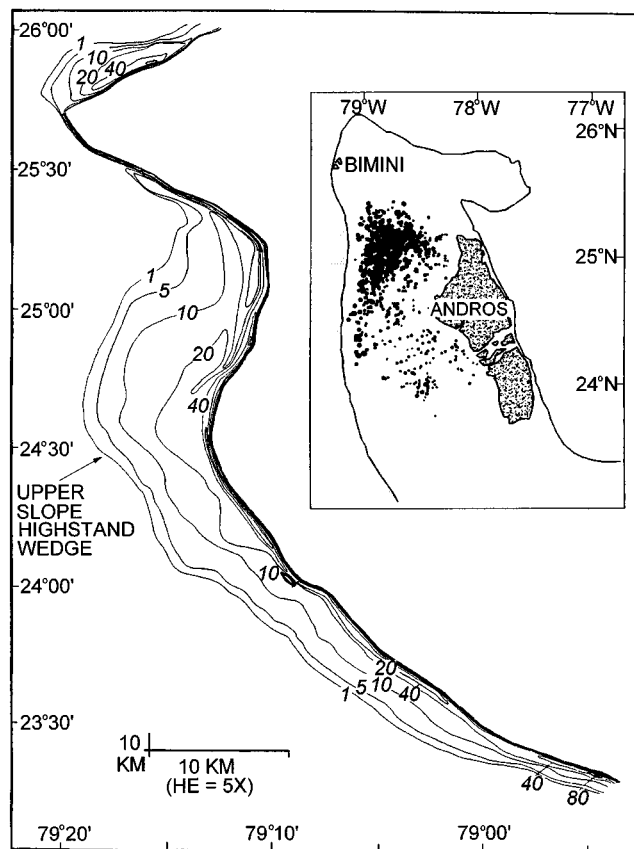 26°00'
1
10
20
40
25°30'
1
5
25°00'
10
20
40
24°30'
UPPER
SLOPE
HIGHSTAND
WEDGE
10
24°00'
20
1
5
10
40
23°30'
10
KM
10 KM
(HE = 5X)
40
80
79°20'
79°10'
79°00'
79°W
78°W
77°W
26°N
BIMINI
25°N
ANDROS
24°N